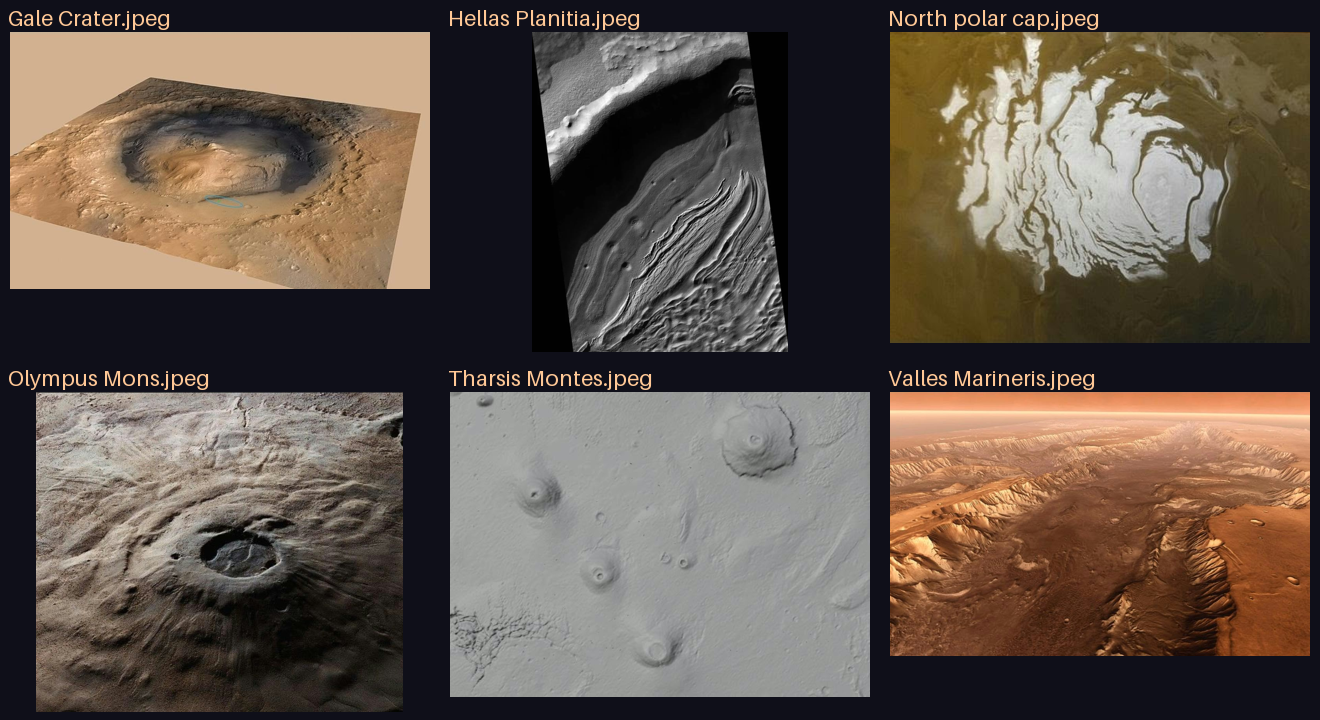 Gale Crater.jpeg
Hellas Planitia.jpeg
North polar cap.jpeg
Olympus Mons.jpeg
Tharsis Montes.jpeg
Valles Marineris.jpeg